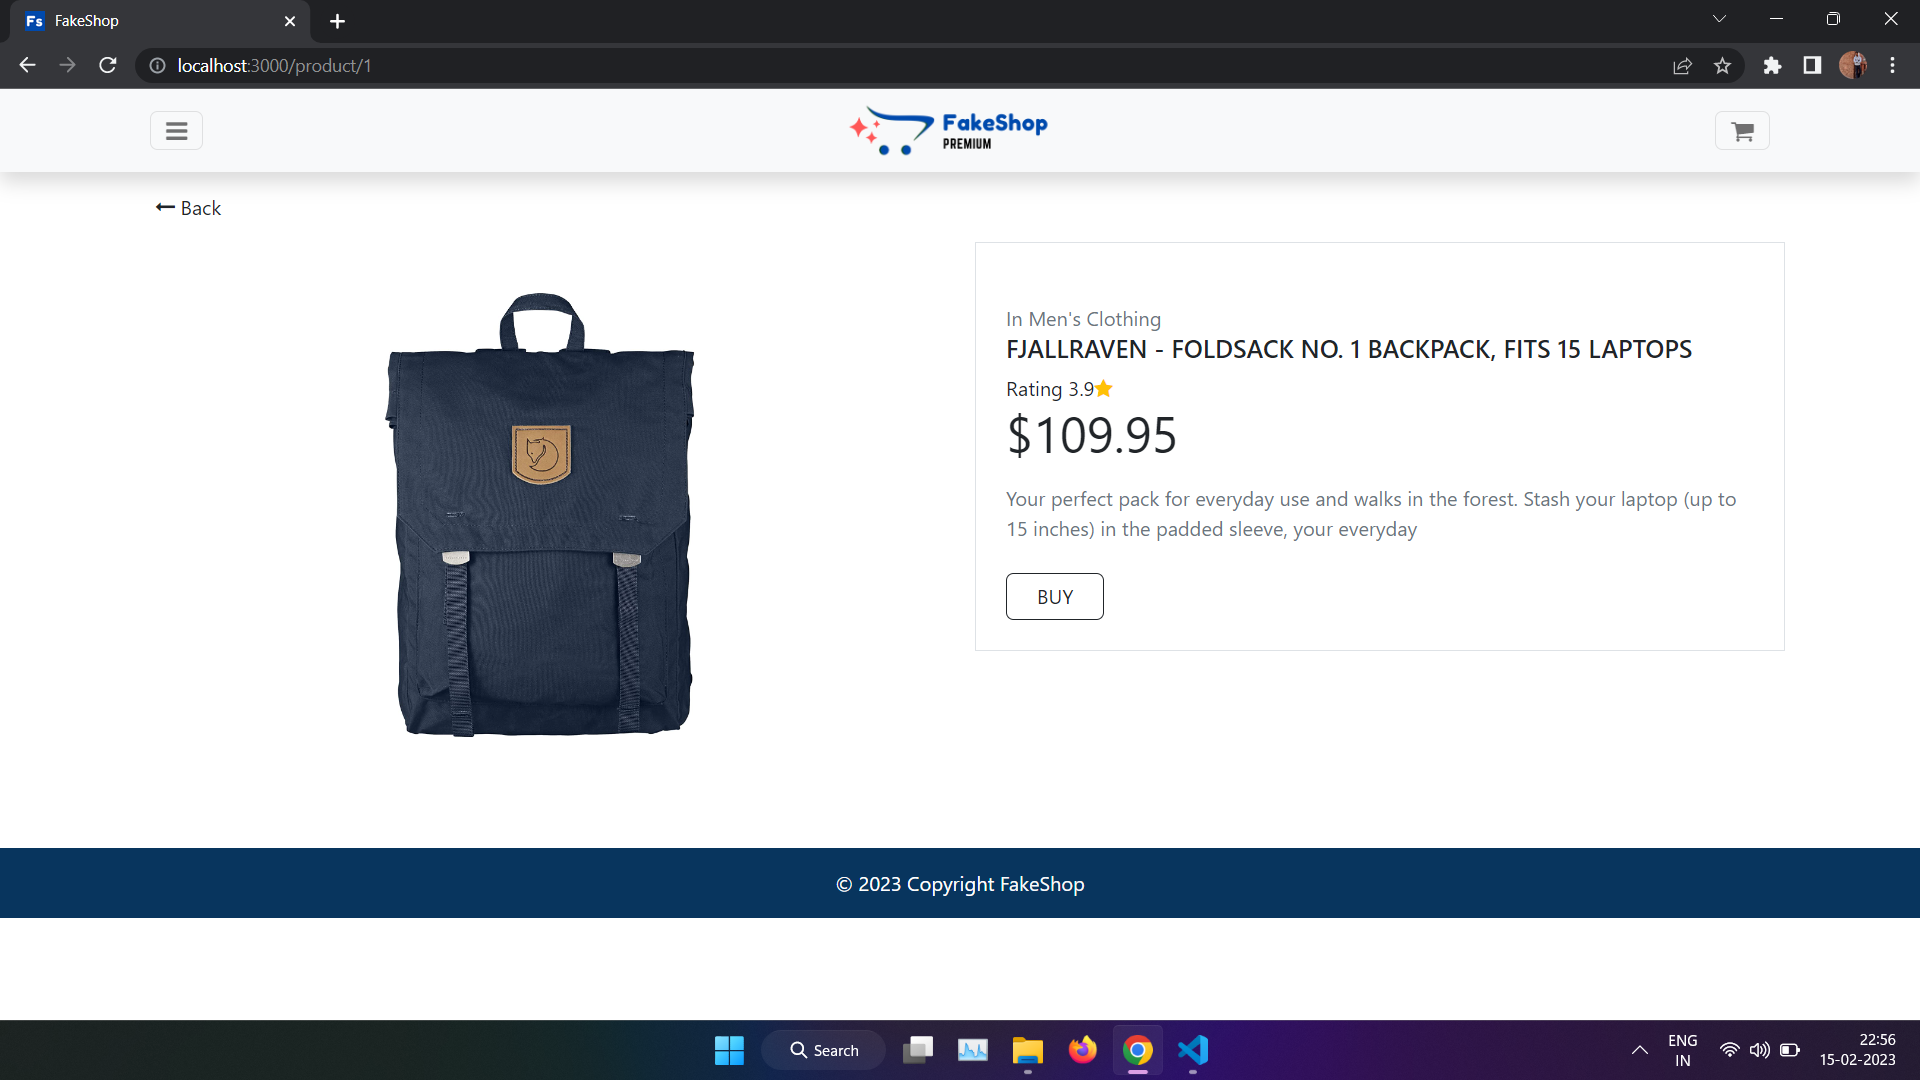 Fs FakeShop
localhost:3000/product/1
FakeShop
PREMIUM
Back
In Men's Clothing
FJALLRAVEN - FOLDSACK NO. 1 BACKPACK, FITS 15 LAPTOPS
Rating 3.9⭐
$109.95
Your perfect pack for everyday use and walks in the forest. Stash your laptop (up to
15 inches) in the padded sleeve, your everyday
BUY
© 2023 Copyright FakeShop
Search
ENG
IN
22:56
15-02-2023